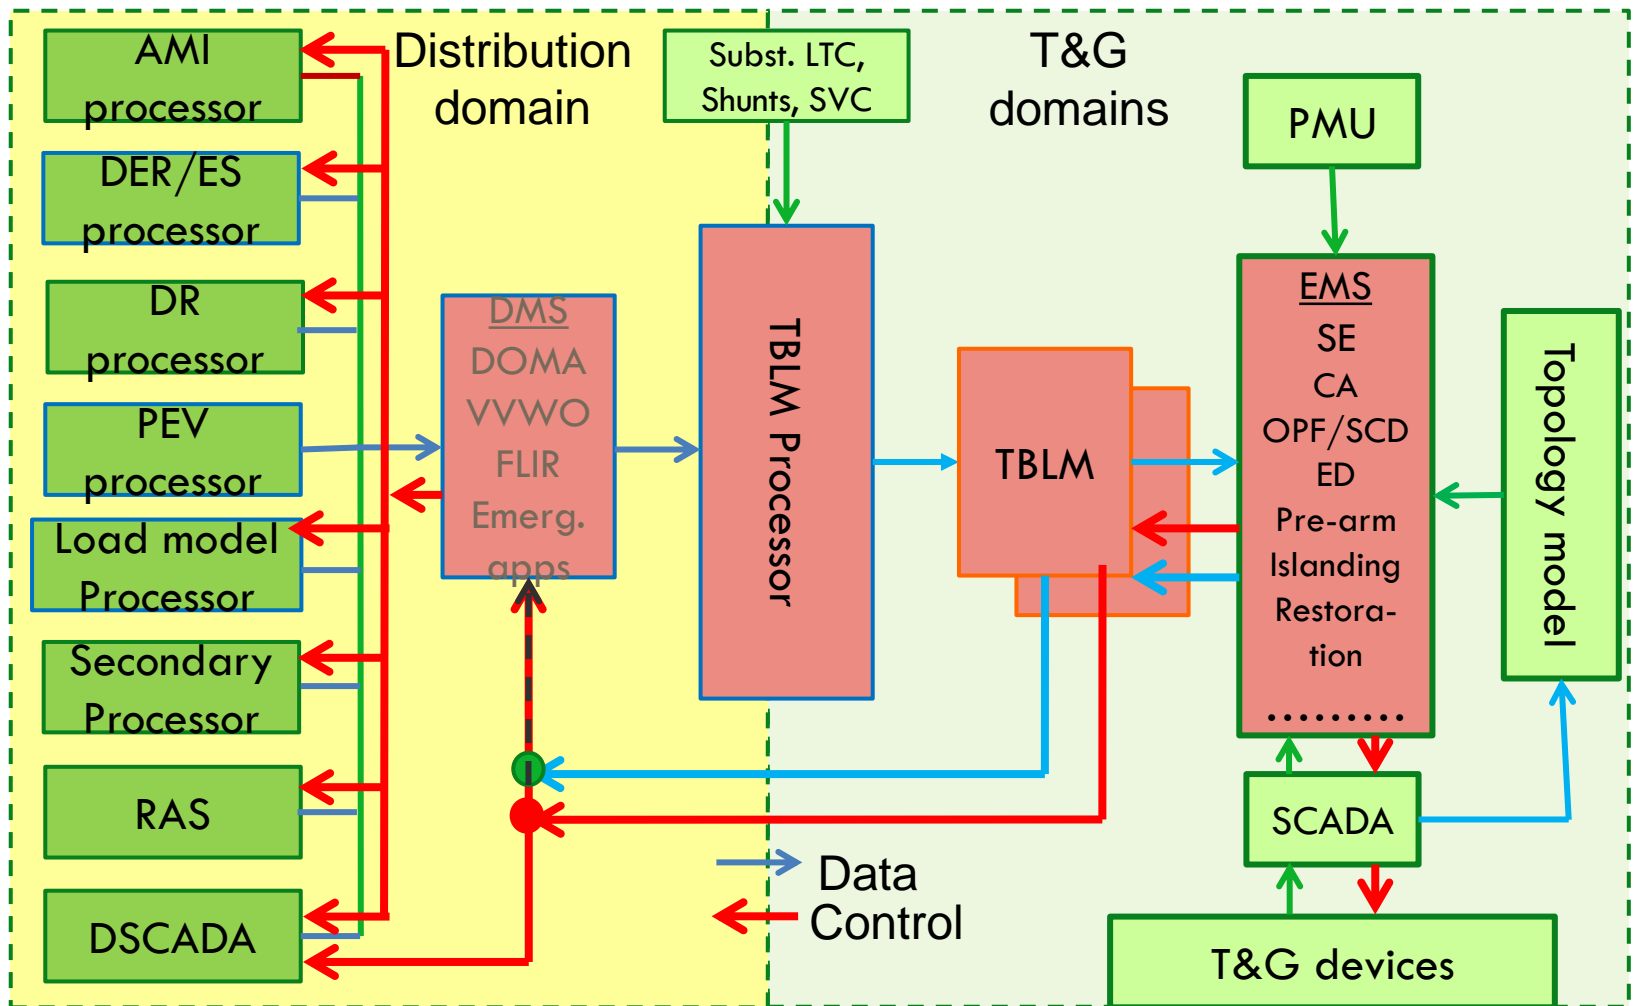 AMI
processor
Distribution
domain
Subst. LTC,
Shunts, SVC
T&G
domains
PMU
DER/ES
processor
DR
processor
PEV
processor
Load model
Processor
Secondary
Processor
RAS
DSCADA
DMS
DOMA
VVWO
FLIR
Emerg.
apps
TBLM Processor
TBLM
EMS
SE
CA
OPF/SCD
ED
Pre-arm
Islanding
Restora-
tion
.........
Topology model
SCADA
T&G devices
Data
Control